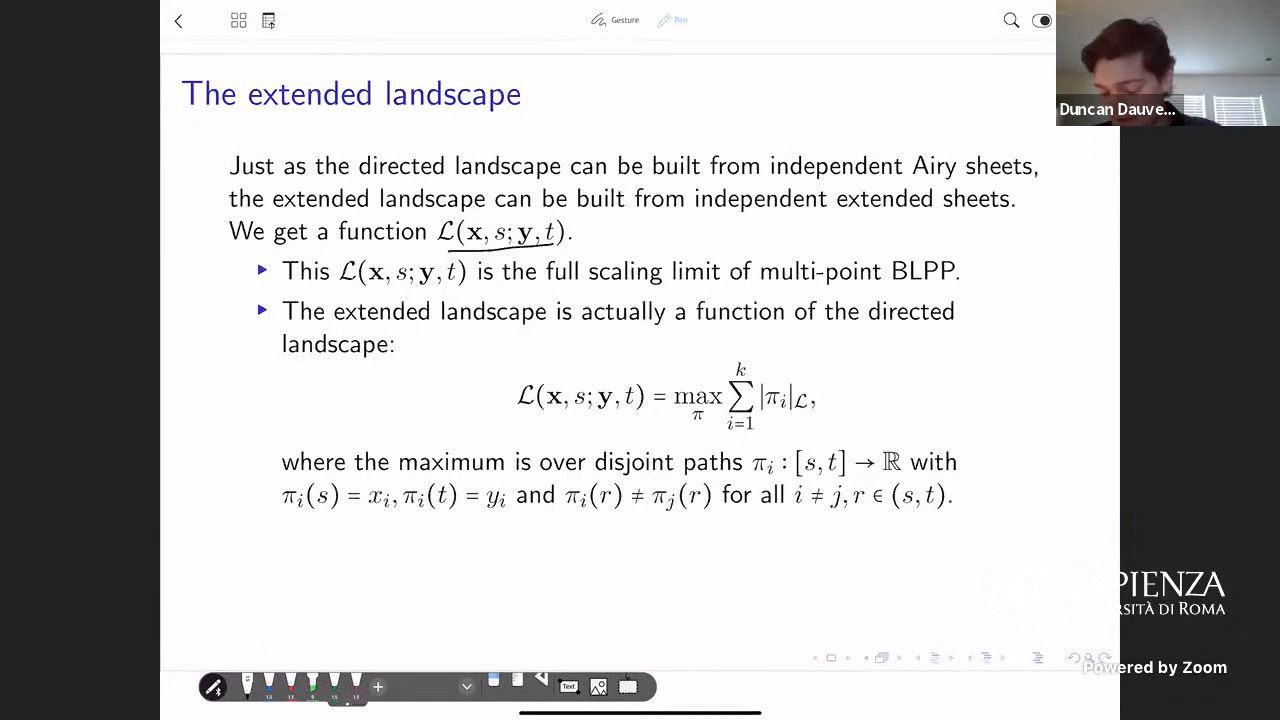 Gesture Pen
The extended landscape
Duncan Dauve...
Just as the directed landscape can be built from independent Airy sheets,
the extended landscape can be built from independent extended sheets.
We get a function ℒ(𝐱, s; 𝐲, t).
▸ This ℒ(𝐱, s; 𝐲, t) is the full scaling limit of multi-point BLPP.
▸ The extended landscape is actually a function of the directed
landscape:
ℒ(𝐱, s; 𝐲, t) = max_π ∑_{i=1}^{k} |π_i|_ℒ,
where the maximum is over disjoint paths π_i : [s, t] → ℝ with
π_i(s) = x_i, π_i(t) = y_i and π_i(r) ≠ π_j(r) for all i ≠ j, r ∈ (s, t).
PIENZA
RSITÀ DI ROMA
Powered by Zoom
Text